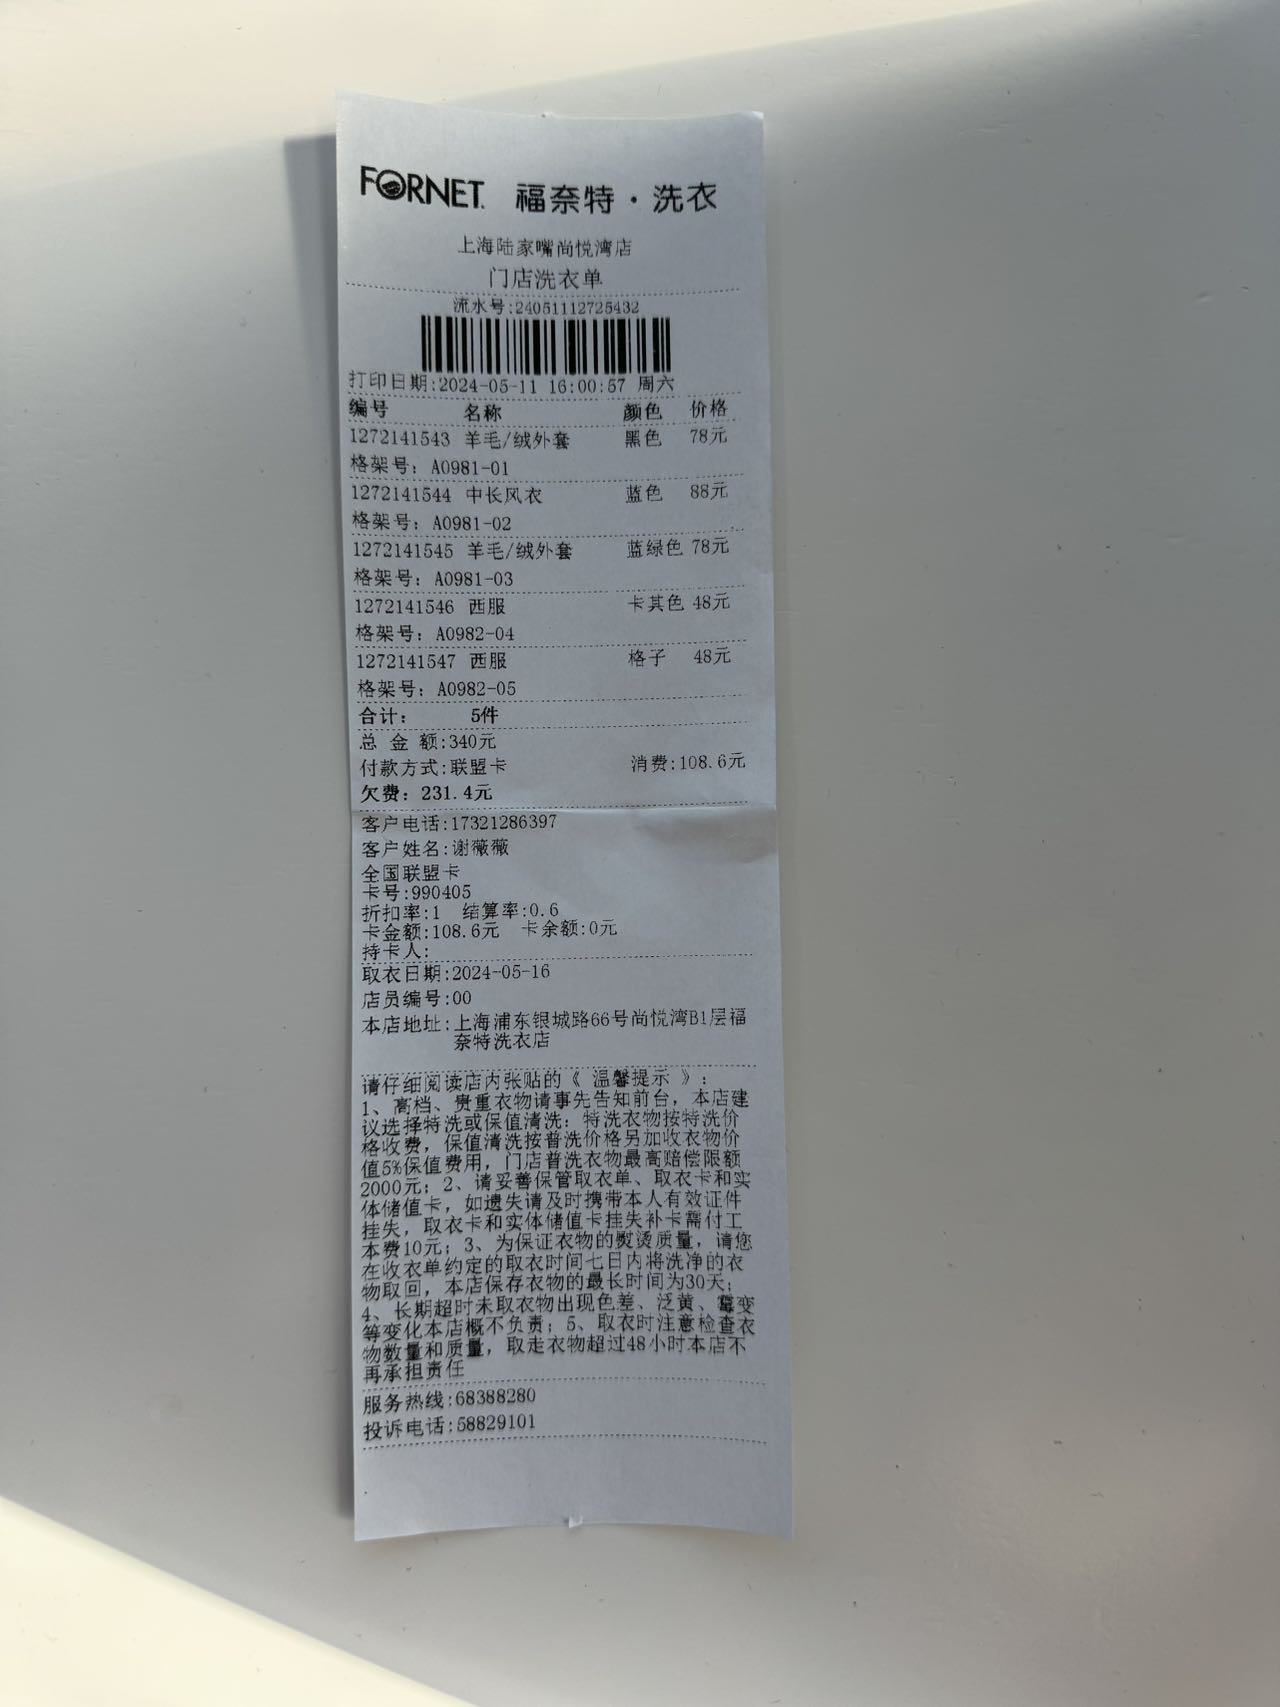 FORNET. 福奈特·洗衣
上海陆家嘴尚悦湾店
门店洗衣单
流水号:24051112725432
打印日期:2024-05-11 16:00:57 周六
编号 名称 颜色 价格
1272141543 羊毛/绒外套 黑色 78元
格架号: A0981-01
1272141544 中长风衣 蓝色 88元
格架号: A0981-02
1272141545 羊毛/绒外套 蓝绿色 78元
格架号: A0981-03
1272141546 西服 卡其色 48元
格架号: A0982-04
1272141547 西服 格子 48元
格架号: A0982-05
合计: 5件
总 金 额:340元
付款方式:联盟卡 消费:108.6元
欠费: 231.4元
客户电话:17321286397
客户姓名:谢薇薇
全国联盟卡
卡号:990405
折扣率:1 结算率:0.6
卡金额:108.6元 卡余额:0元
持卡人:
取衣日期:2024-05-16
店员编号:00
本店地址:上海浦东银城路66号尚悦湾B1层福
奈特洗衣店
请仔细阅读店内张贴的《 温馨提示 》:
1、高档、贵重衣物请事先告知前台，本店建
议选择特洗或保值清洗: 特洗衣物按特洗价
格收费，保值清洗按普洗价格另加收衣物价
值5%保值费用，门店普洗衣物最高赔偿限额
2000元; 2、请妥善保管取衣单、取衣卡和实
体储值卡，如遗失请及时携带本人有效证件
挂失，取衣卡和实体储值卡挂失补卡需付工
本费10元; 3、为保证衣物的熨烫质量，请您
在收衣单约定的取衣时间七日内将洗净的衣
物取回，本店保存衣物的最长时间为30天;
4、长期超时未取衣物出现色差、泛黄、霉变
等变化本店概不负责; 5、取衣时注意检查衣
物数量和质量，取走衣物超过48小时本店不
再承担责任
服务热线:68388280
投诉电话:58829101